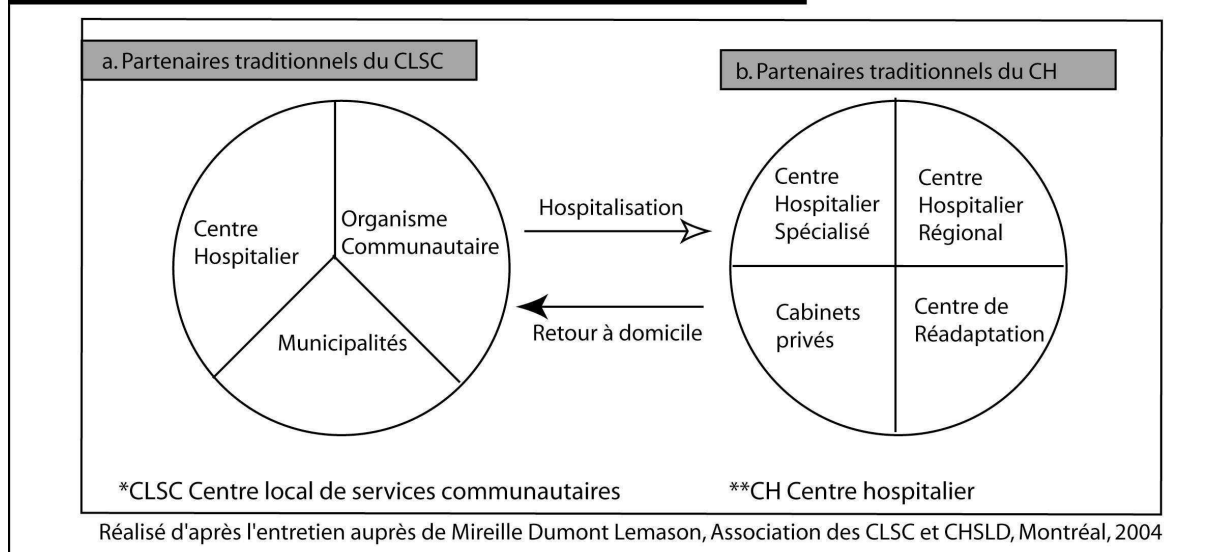 a. Partenaires traditionnels du CLSC
b. Partenaires traditionnels du CH
Centre
Hospitalier
Organisme
Communautaire
Municipalités
Hospitalisation
Retour à domicile
Centre
Hospitalier
Spécialisé
Centre
Hospitalier
Régional
Cabinets
privés
Centre de
Réadaptation
*CLSC Centre local de services communautaires
**CH Centre hospitalier
Réalisé d'après l'entretien auprès de Mireille Dumont Lemason, Association des CLSC et CHSLD, Montréal, 2004